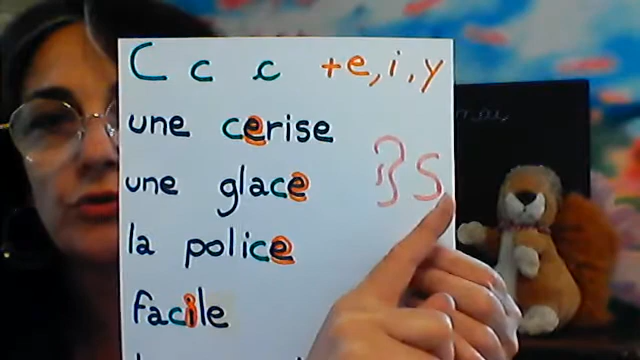 C c c +e, i, y
une cerise
une glace
S
la police
facile